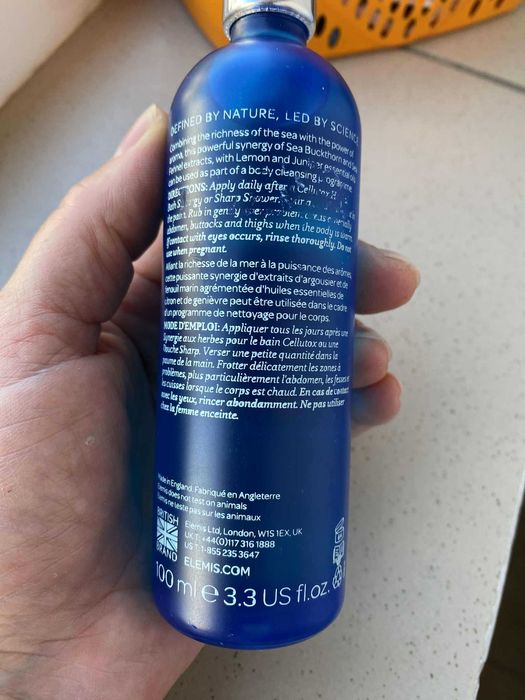 DEFINED BY NATURE, LED BY SCIENCE
Combining the richness of the sea with the power of
aroma, this powerful synergy of Sea Buckthorn and Sea
Fennel extracts, with Lemon and Juniper essential oils
can be used as part of a body cleansing programme.
DIRECTIONS: Apply daily after a Cellutox H
Bath Synergy or Sharp Shower.
the palm. Rub in gently
abdomen, buttocks and thighs when the body is warm.
If contact with eyes occurs, rinse thoroughly. Do not
use when pregnant.
Alliant la richesse de la mer à la puissance des arômes,
cette puissante synergie d'extraits d'argousier et de
fenouil marin agrémentée d'huiles essentielles de
citron et de genièvre peut être utilisée dans le cadre
d'un programme de nettoyage pour le corps.
MODE D'EMPLOI: Appliquer tous les jours après une
Synergie aux herbes pour le bain Cellutox ou une
Douche Sharp. Verser une petite quantité dans la
paume de la main. Frotter délicatement les zones à
problèmes, plus particulièrement l'abdomen, les fesses et
les cuisses lorsque le corps est chaud. En cas de contact
avec les yeux, rincer abondamment. Ne pas utiliser
chez la femme enceinte.
Made in England. Fabriqué en Angleterre
Elemis does not test on animals
Elemis ne teste pas sur les animaux
BRITISH
BRAND
Elemis Ltd, London, W1S 1EX, UK
UK T: +44(0)117 316 1888
US T: 1-855 235 3647
ELEMIS.COM
100 ml e 3.3 US fl.oz.